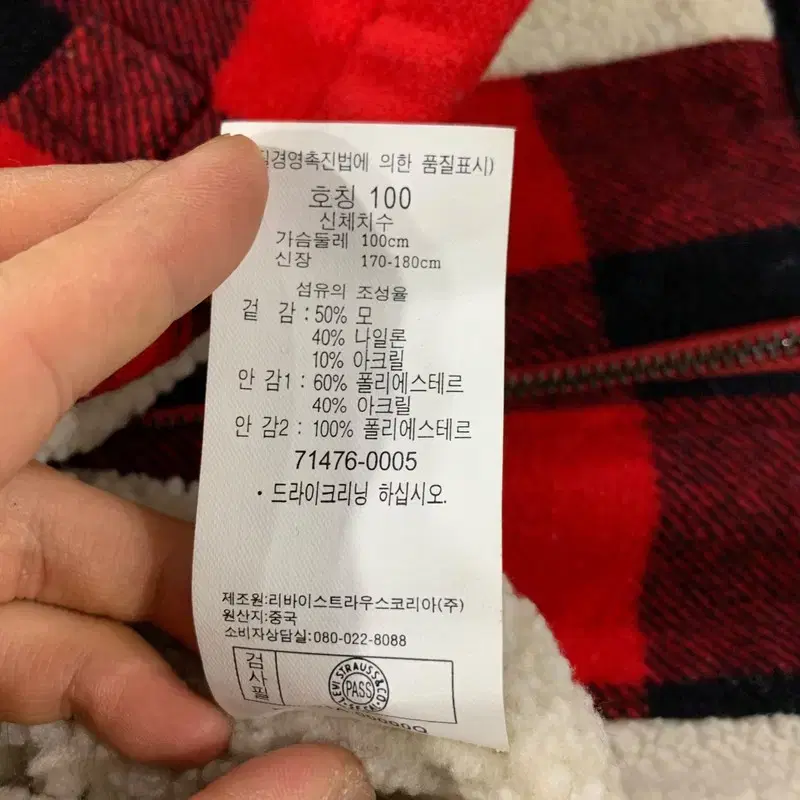 경영촉진법에 의한 품질표시)
호칭 100
신체치수
가슴둘레 100cm
신장 170-180cm
섬유의 조성율
겉 감 : 50% 모
40% 나일론
10% 아크릴
안 감1 : 60% 폴리에스테르
40% 아크릴
안 감2 : 100% 폴리에스테르
71476-0005
· 드라이크리닝 하십시오.
제조원:리바이스트라우스코리아(주)
원산지:중국
소비자상담실:080-022-8088
검사필
STRAUSS&CO.
PASS